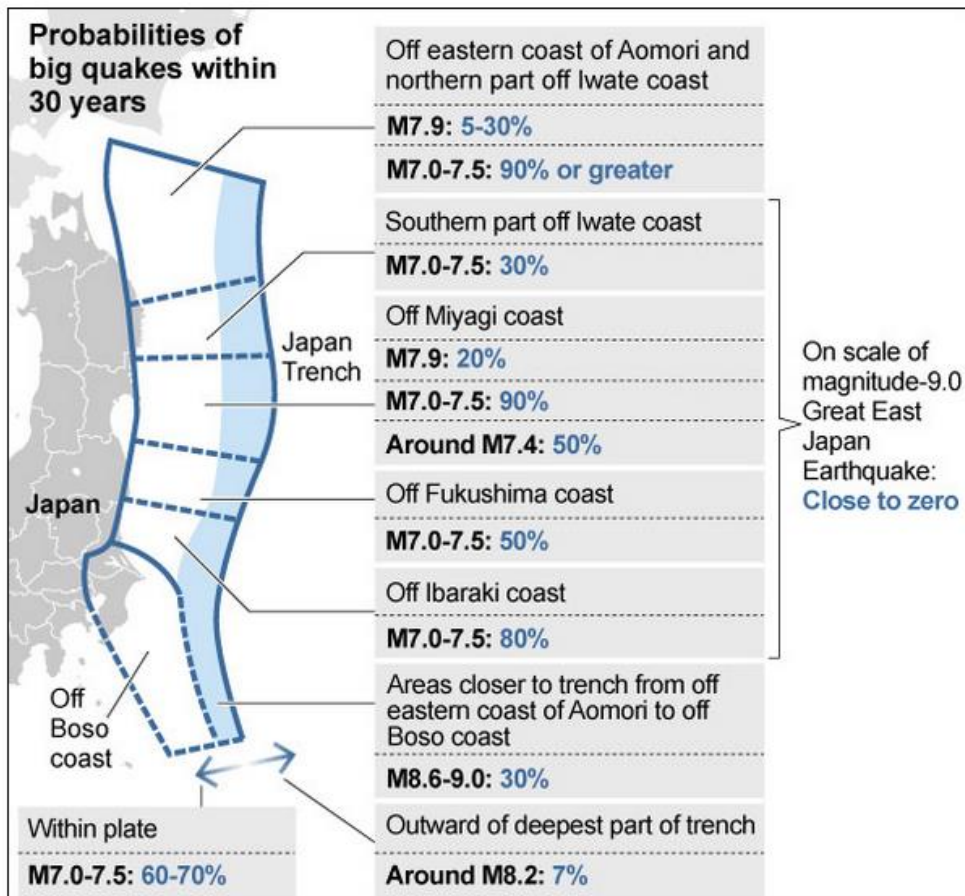 Probabilities of
big quakes within
30 years
Off eastern coast of Aomori and
northern part off Iwate coast
M7.9: 5-30%
M7.0-7.5: 90% or greater
Southern part off Iwate coast
M7.0-7.5: 30%
Off Miyagi coast
M7.9: 20%
M7.0-7.5: 90%
Around M7.4: 50%
Off Fukushima coast
M7.0-7.5: 50%
Off Ibaraki coast
M7.0-7.5: 80%
On scale of
magnitude-9.0
Great East
Japan
Earthquake:
Close to zero
Areas closer to trench from off
eastern coast of Aomori to off
Boso coast
M8.6-9.0: 30%
Outward of deepest part of trench
Around M8.2: 7%
Japan
Trench
Japan
Off
Boso
coast
Within plate
M7.0-7.5: 60-70%